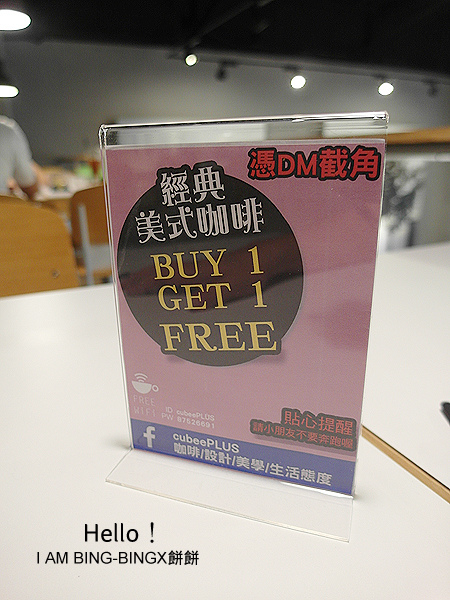 憑DM截角
經典
美式咖啡
BUY 1
GET 1
FREE
FREE
WIFI
ID cubeePLUS
PW 97526691
貼心提醒
請小朋友不要奔跑喔
f
cubeePLUS
咖啡/設計/美學/生活態度
Hello！
I AM BING-BINGX餅餅